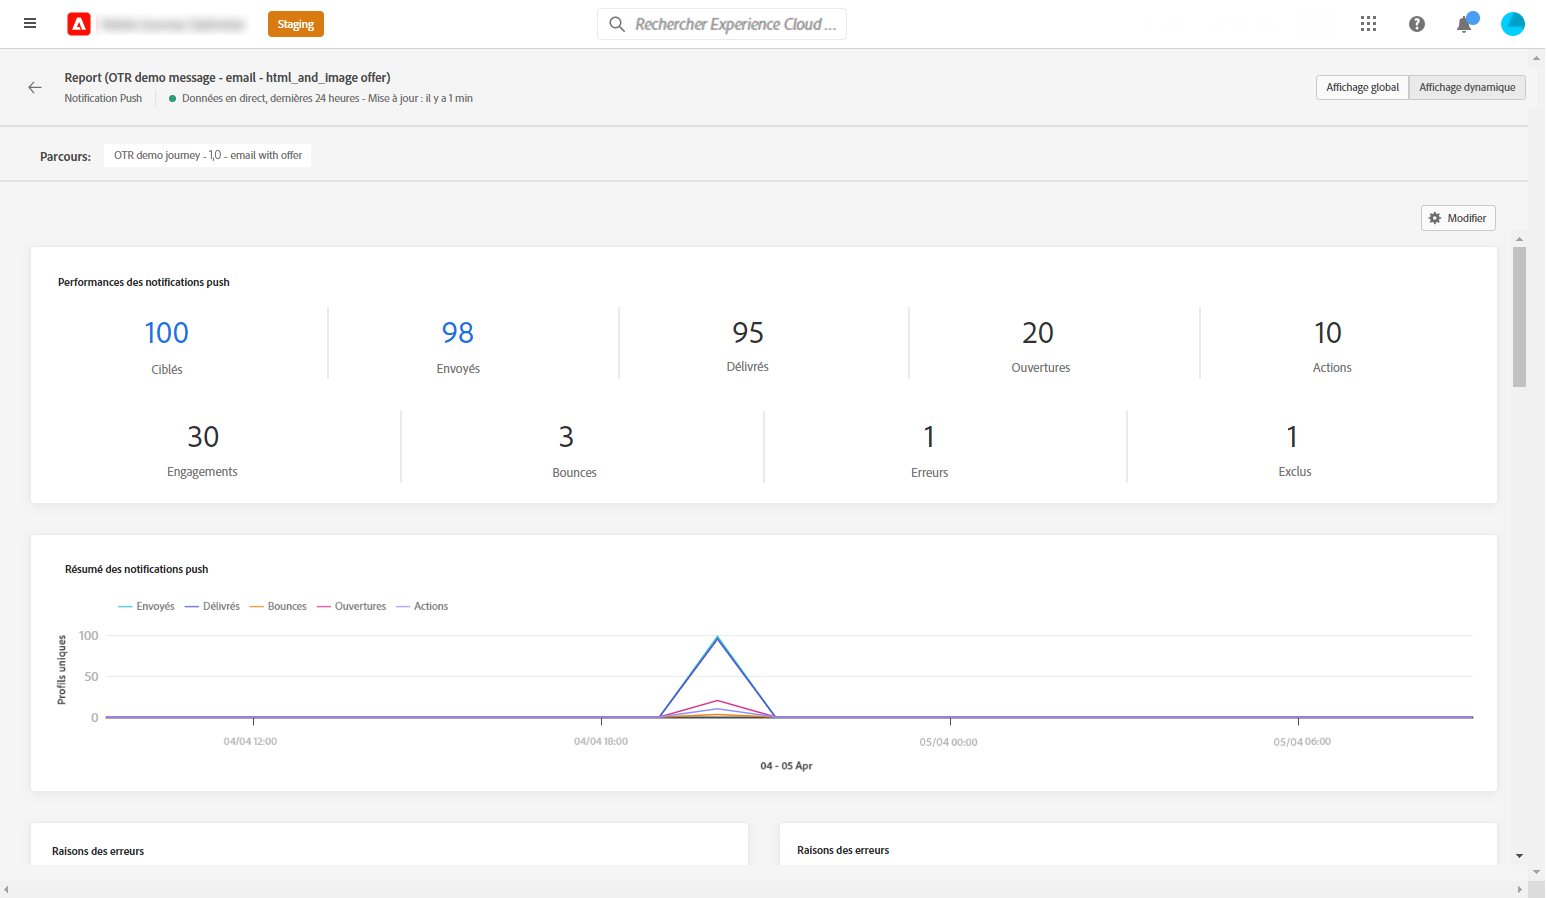 Staging
Rechercher Experience Cloud ...
Report (OTR demo message - email - html_and_image offer)
Notification Push
Données en direct, dernières 24 heures - Mise à jour : il y a 1 min
Affichage global
Affichage dynamique
Parcours:
OTR demo journey - 1,0 - email with offer
Modifier
Performances des notifications push
100
98
95
20
10
Ciblés
Envoyés
Délivrés
Ouvertures
Actions
30
3
1
1
Engagements
Bounces
Erreurs
Exclus
Résumé des notifications push
Envoyés Délivrés Bounces Ouvertures Actions
Profils uniques
100
50
0
04/04 12:00
04/04 18:00
05/04 00:00
05/04 06:00
04 - 05 Apr
Raisons des erreurs
Raisons des erreurs